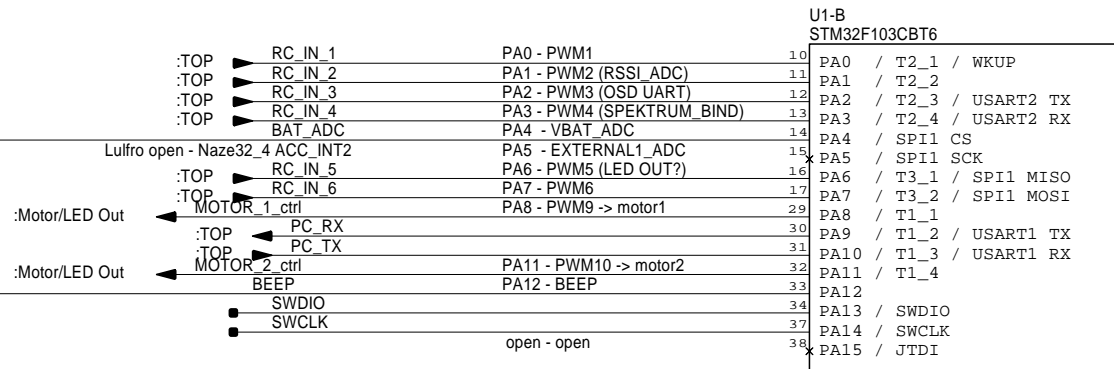 U1-B
STM32F103CBT6
:TOP RC_IN_1 PA0 - PWM1 10 PA0 / T2_1 / WKUP
:TOP RC_IN_2 PA1 - PWM2 (RSSI_ADC) 11 PA1 / T2_2
:TOP RC_IN_3 PA2 - PWM3 (OSD UART) 12 PA2 / T2_3 / USART2 TX
:TOP RC_IN_4 PA3 - PWM4 (SPEKTRUM_BIND) 13 PA3 / T2_4 / USART2 RX
BAT_ADC PA4 - VBAT_ADC 14 PA4 / SPI1 CS
Lulfro open - Naze32_4 ACC_INT2 PA5 - EXTERNAL1_ADC 15 PA5 / SPI1 SCK
:TOP RC_IN_5 PA6 - PWM5 (LED OUT?) 16 PA6 / T3_1 / SPI1 MISO
:TOP RC_IN_6 PA7 - PWM6 17 PA7 / T3_2 / SPI1 MOSI
:Motor/LED Out MOTOR_1_ctrl PA8 - PWM9 -> motor1 29 PA8 / T1_1
:TOP PC_RX 30 PA9 / T1_2 / USART1 TX
:TOP PC_TX 31 PA10 / T1_3 / USART1 RX
:Motor/LED Out MOTOR_2_ctrl PA11 - PWM10 -> motor2 32 PA11 / T1_4
BEEP PA12 - BEEP 33 PA12
SWDIO 34 PA13 / SWDIO
SWCLK 37 PA14 / SWCLK
open - open 38 PA15 / JTDI